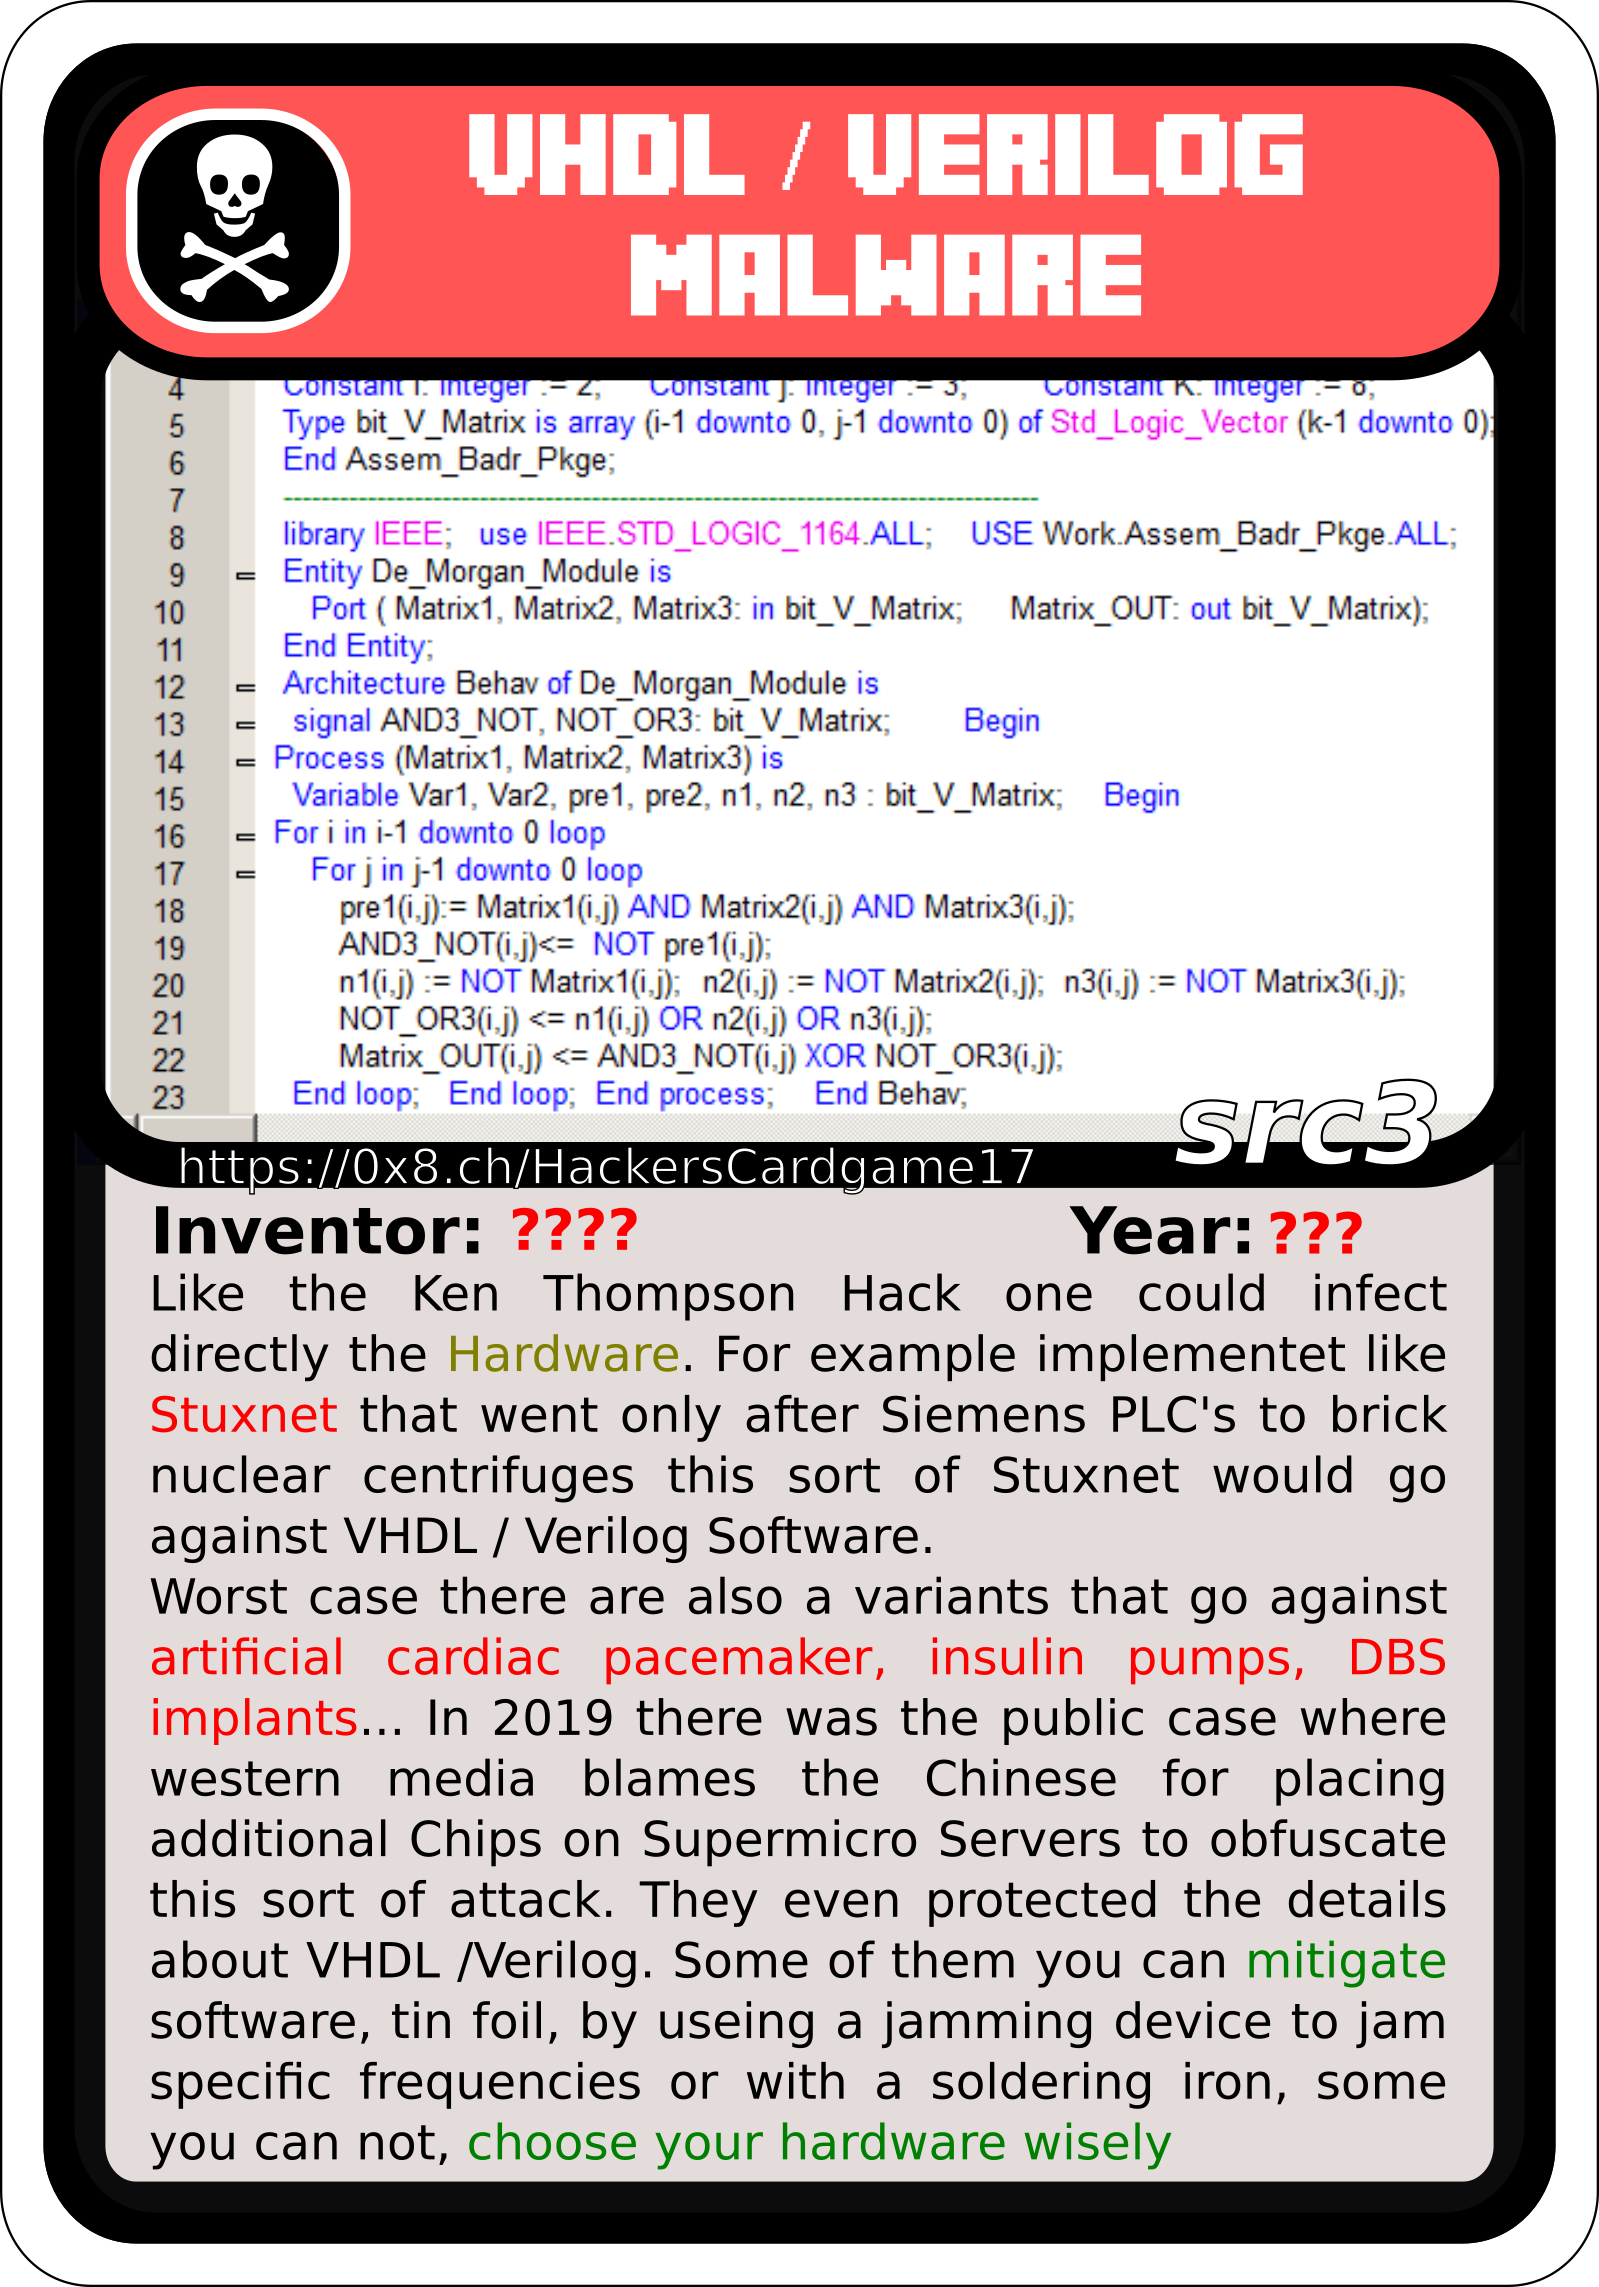 VHDL / VERILOG
MALWARE
4 Constant i: Integer := 2; Constant j: Integer := 3; Constant K: Integer := 8;
5 Type bit_V_Matrix is array (i-1 downto 0, j-1 downto 0) of Std_Logic_Vector (k-1 downto 0);
6 End Assem_Badr_Pkge;
7 --------------------------------------------------------------------------------
8 library IEEE; use IEEE.STD_LOGIC_1164.ALL; USE Work.Assem_Badr_Pkge.ALL;
9 Entity De_Morgan_Module is
10 Port ( Matrix1, Matrix2, Matrix3: in bit_V_Matrix; Matrix_OUT: out bit_V_Matrix);
11 End Entity;
12 Architecture Behav of De_Morgan_Module is
13 signal AND3_NOT, NOT_OR3: bit_V_Matrix; Begin
14 Process (Matrix1, Matrix2, Matrix3) is
15 Variable Var1, Var2, pre1, pre2, n1, n2, n3 : bit_V_Matrix; Begin
16 For i in i-1 downto 0 loop
17 For j in j-1 downto 0 loop
18 pre1(i,j):= Matrix1(i,j) AND Matrix2(i,j) AND Matrix3(i,j);
19 AND3_NOT(i,j)<= NOT pre1(i,j);
20 n1(i,j) := NOT Matrix1(i,j); n2(i,j) := NOT Matrix2(i,j); n3(i,j) := NOT Matrix3(i,j);
21 NOT_OR3(i,j) <= n1(i,j) OR n2(i,j) OR n3(i,j);
22 Matrix_OUT(i,j) <= AND3_NOT(i,j) XOR NOT_OR3(i,j);
23 End loop; End loop; End process; End Behav;
src3
https://0x8.ch/HackersCardgame17
Inventor: ???? Year: ???
Like the Ken Thompson Hack one could infect
directly the Hardware. For example implementet like
Stuxnet that went only after Siemens PLC's to brick
nuclear centrifuges this sort of Stuxnet would go
against VHDL / Verilog Software.
Worst case there are also a variants that go against
artificial cardiac pacemaker, insulin pumps, DBS
implants... In 2019 there was the public case where
western media blames the Chinese for placing
additional Chips on Supermicro Servers to obfuscate
this sort of attack. They even protected the details
about VHDL /Verilog. Some of them you can mitigate
software, tin foil, by useing a jamming device to jam
specific frequencies or with a soldering iron, some
you can not, choose your hardware wisely